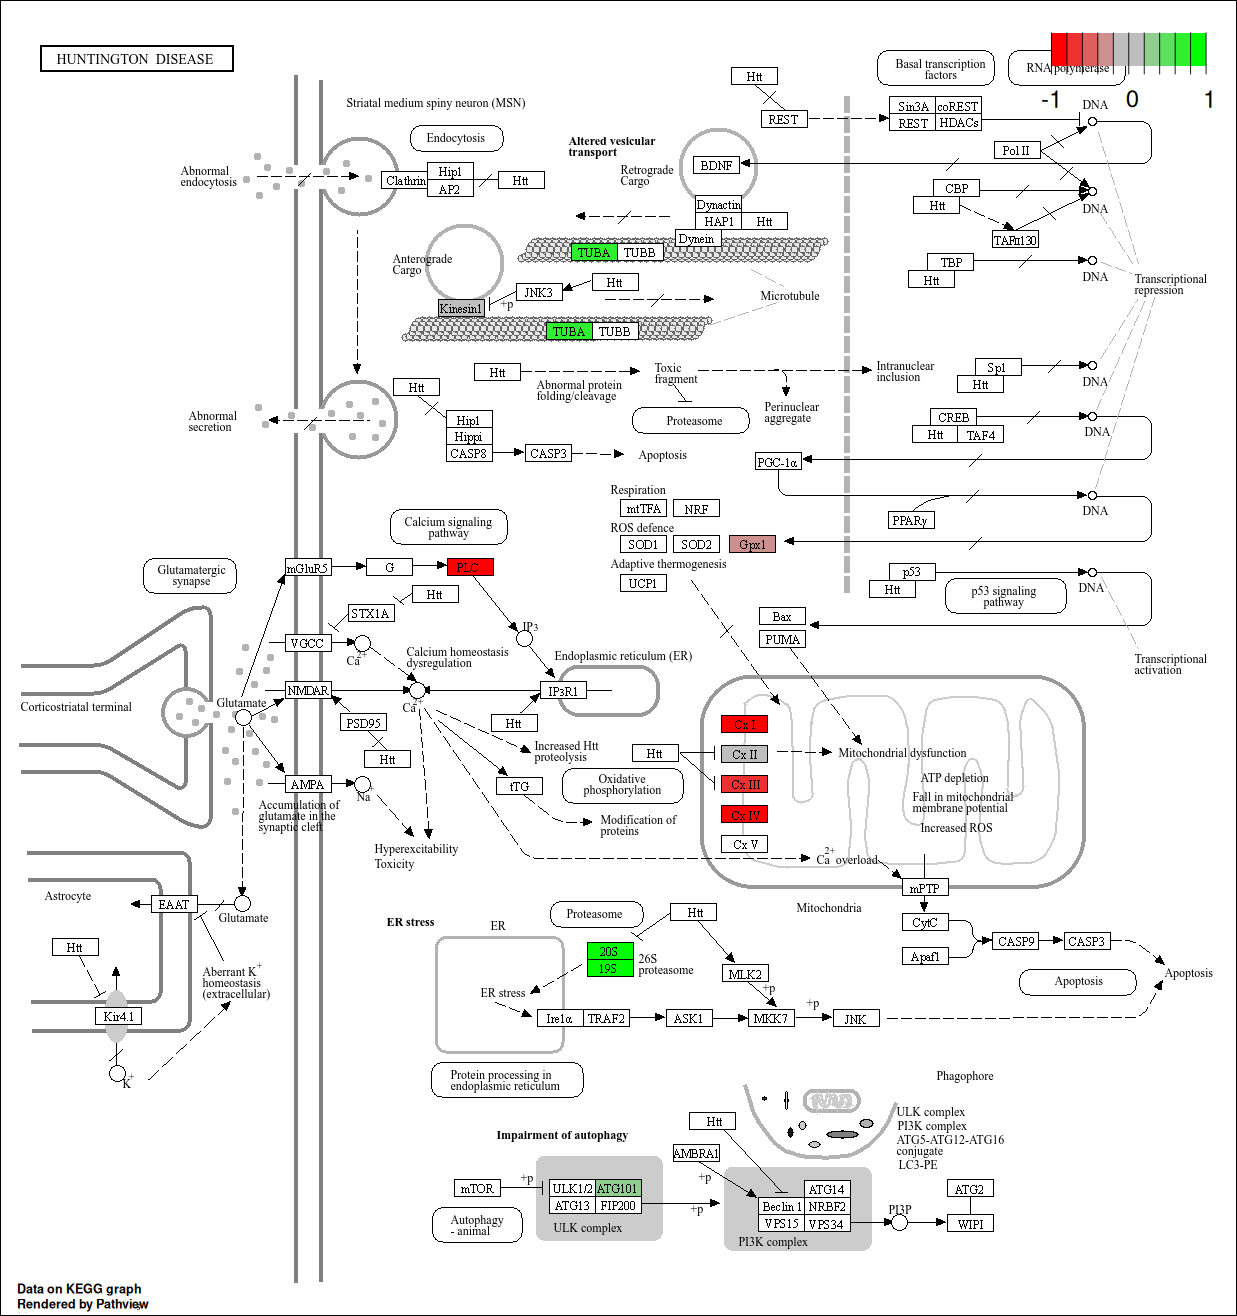 HUNTINGTON DISEASE
-1
0
1
Striatal medium spiny neuron (MSN)
Endocytosis
Abnormal
endocytosis
Clathrin
Hip1
AP2
Htt
Altered vesicular
transport
Retrograde
Cargo
BDNF
Dynactin
HAP1
Htt
Dynein
TUBA
TUBB
Anterograde
Cargo
Kinesin1
+p
JNK3
Htt
Microtubule
TUBA
TUBB
Htt
REST
Basal transcription
factors
RNA polymerase
Sin3A
coREST
REST
HDACs
DNA
Pol II
CBP
Htt
TAFII130
DNA
TBP
Htt
DNA
Transcriptional
repression
Sp1
Htt
DNA
CREB
Htt
TAF4
DNA
PGC-1α
PPARγ
DNA
p53
Htt
DNA
p53 signaling
pathway
Transcriptional
activation
Htt
Abnormal protein
folding/cleavage
Toxic
fragment
Proteasome
Perinuclear
aggregate
Intranuclear
inclusion
Abnormal
secretion
Htt
Hip1
Hippi
CASP8
CASP3
Apoptosis
Respiration
mtTFA
NRF
ROS defence
SOD1
SOD2
Gpx1
Adaptive thermogenesis
UCP1
Bax
PUMA
Calcium signaling
pathway
Glutamatergic
synapse
mGluR5
G
PLC
Htt
STX1A
IP3
VGCC
Ca2+
Calcium homeostasis
dysregulation
Endoplasmic reticulum (ER)
NMDAR
Ca2+
IP3R1
Htt
PSD95
Htt
Corticostriatal terminal
Glutamate
AMPA
Na+
Accumulation of
glutamate in the
synaptic cleft
Hyperexcitability
Toxicity
Increased Htt
proteolysis
tTG
Modification of
proteins
Oxidative
phosphorylation
Htt
Cx I
Cx II
Cx III
Cx IV
Cx V
Mitochondrial dysfunction
ATP depletion
Fall in mitochondrial
membrane potential
Increased ROS
Ca2+ overload
mPTP
Mitochondria
CytC
Apaf1
CASP9
CASP3
Apoptosis
Apoptosis
Astrocyte
EAAT
Glutamate
Htt
Kir4.1
K+
Aberrant K+
homeostasis
(extracellular)
ER stress
ER
Proteasome
Htt
20S
19S
26S
proteasome
MLK2
+p
ER stress
Ire1α
TRAF2
ASK1
MKK7
+p
JNK
Protein processing in
endoplasmic reticulum
Impairment of autophagy
mTOR
+p
ULK1/2
ATG101
ATG13
FIP200
ULK complex
Autophagy
- animal
+p
Htt
AMBRA1
+p
ATG14
Beclin 1
NRBF2
VPS15
VPS34
PI3K complex
PI3P
ATG2
WIPI
Phagophore
ULK complex
PI3K complex
ATG5-ATG12-ATG16
conjugate
LC3-PE
Data on KEGG graph
Rendered by Pathview